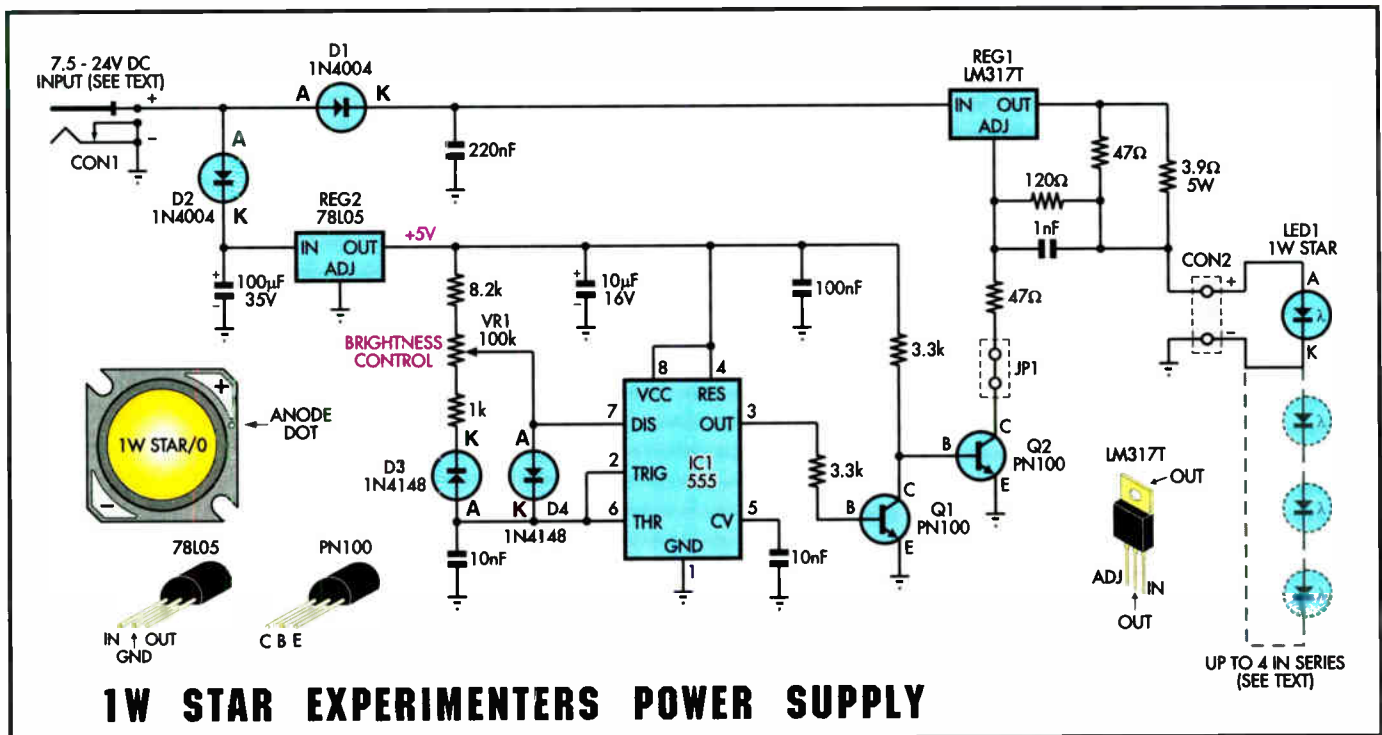 7.5 - 24V DC
INPUT (SEE TEXT)
+
-
CON1
D1
1N4004
A
K
220nF
REG1
LM317T
IN
OUT
ADJ
47Ω
3.9Ω
5W
120Ω
1nF
47Ω
JP1
CON2
+
-
LED1
1W STAR
A
λ
K
λ
λ
UP TO 4 IN SERIES
(SEE TEXT)
A
D2
1N4004
K
REG2
78L05
IN
OUT
ADJ
+5V
+
100µF
35V
-
8.2k
VR1
100k
BRIGHTNESS
CONTROL
1k
K
D3
1N4148
A
A
K
D4
1N4148
10nF
+
10µF
16V
-
100nF
3.3k
8
4
VCC
RES
7
DIS
OUT
3
2
TRIG
IC1
555
6
THR
CV
5
GND
1
10nF
3.3k
B
C
Q1
PN100
E
B
C
Q2
PN100
E
+
1W STAR/0
-
ANODE
DOT
78L05
IN
↑
OUT
GND
PN100
C B E
LM317T
OUT
ADJ
IN
OUT
1W STAR EXPERIMENTERS POWER SUPPLY